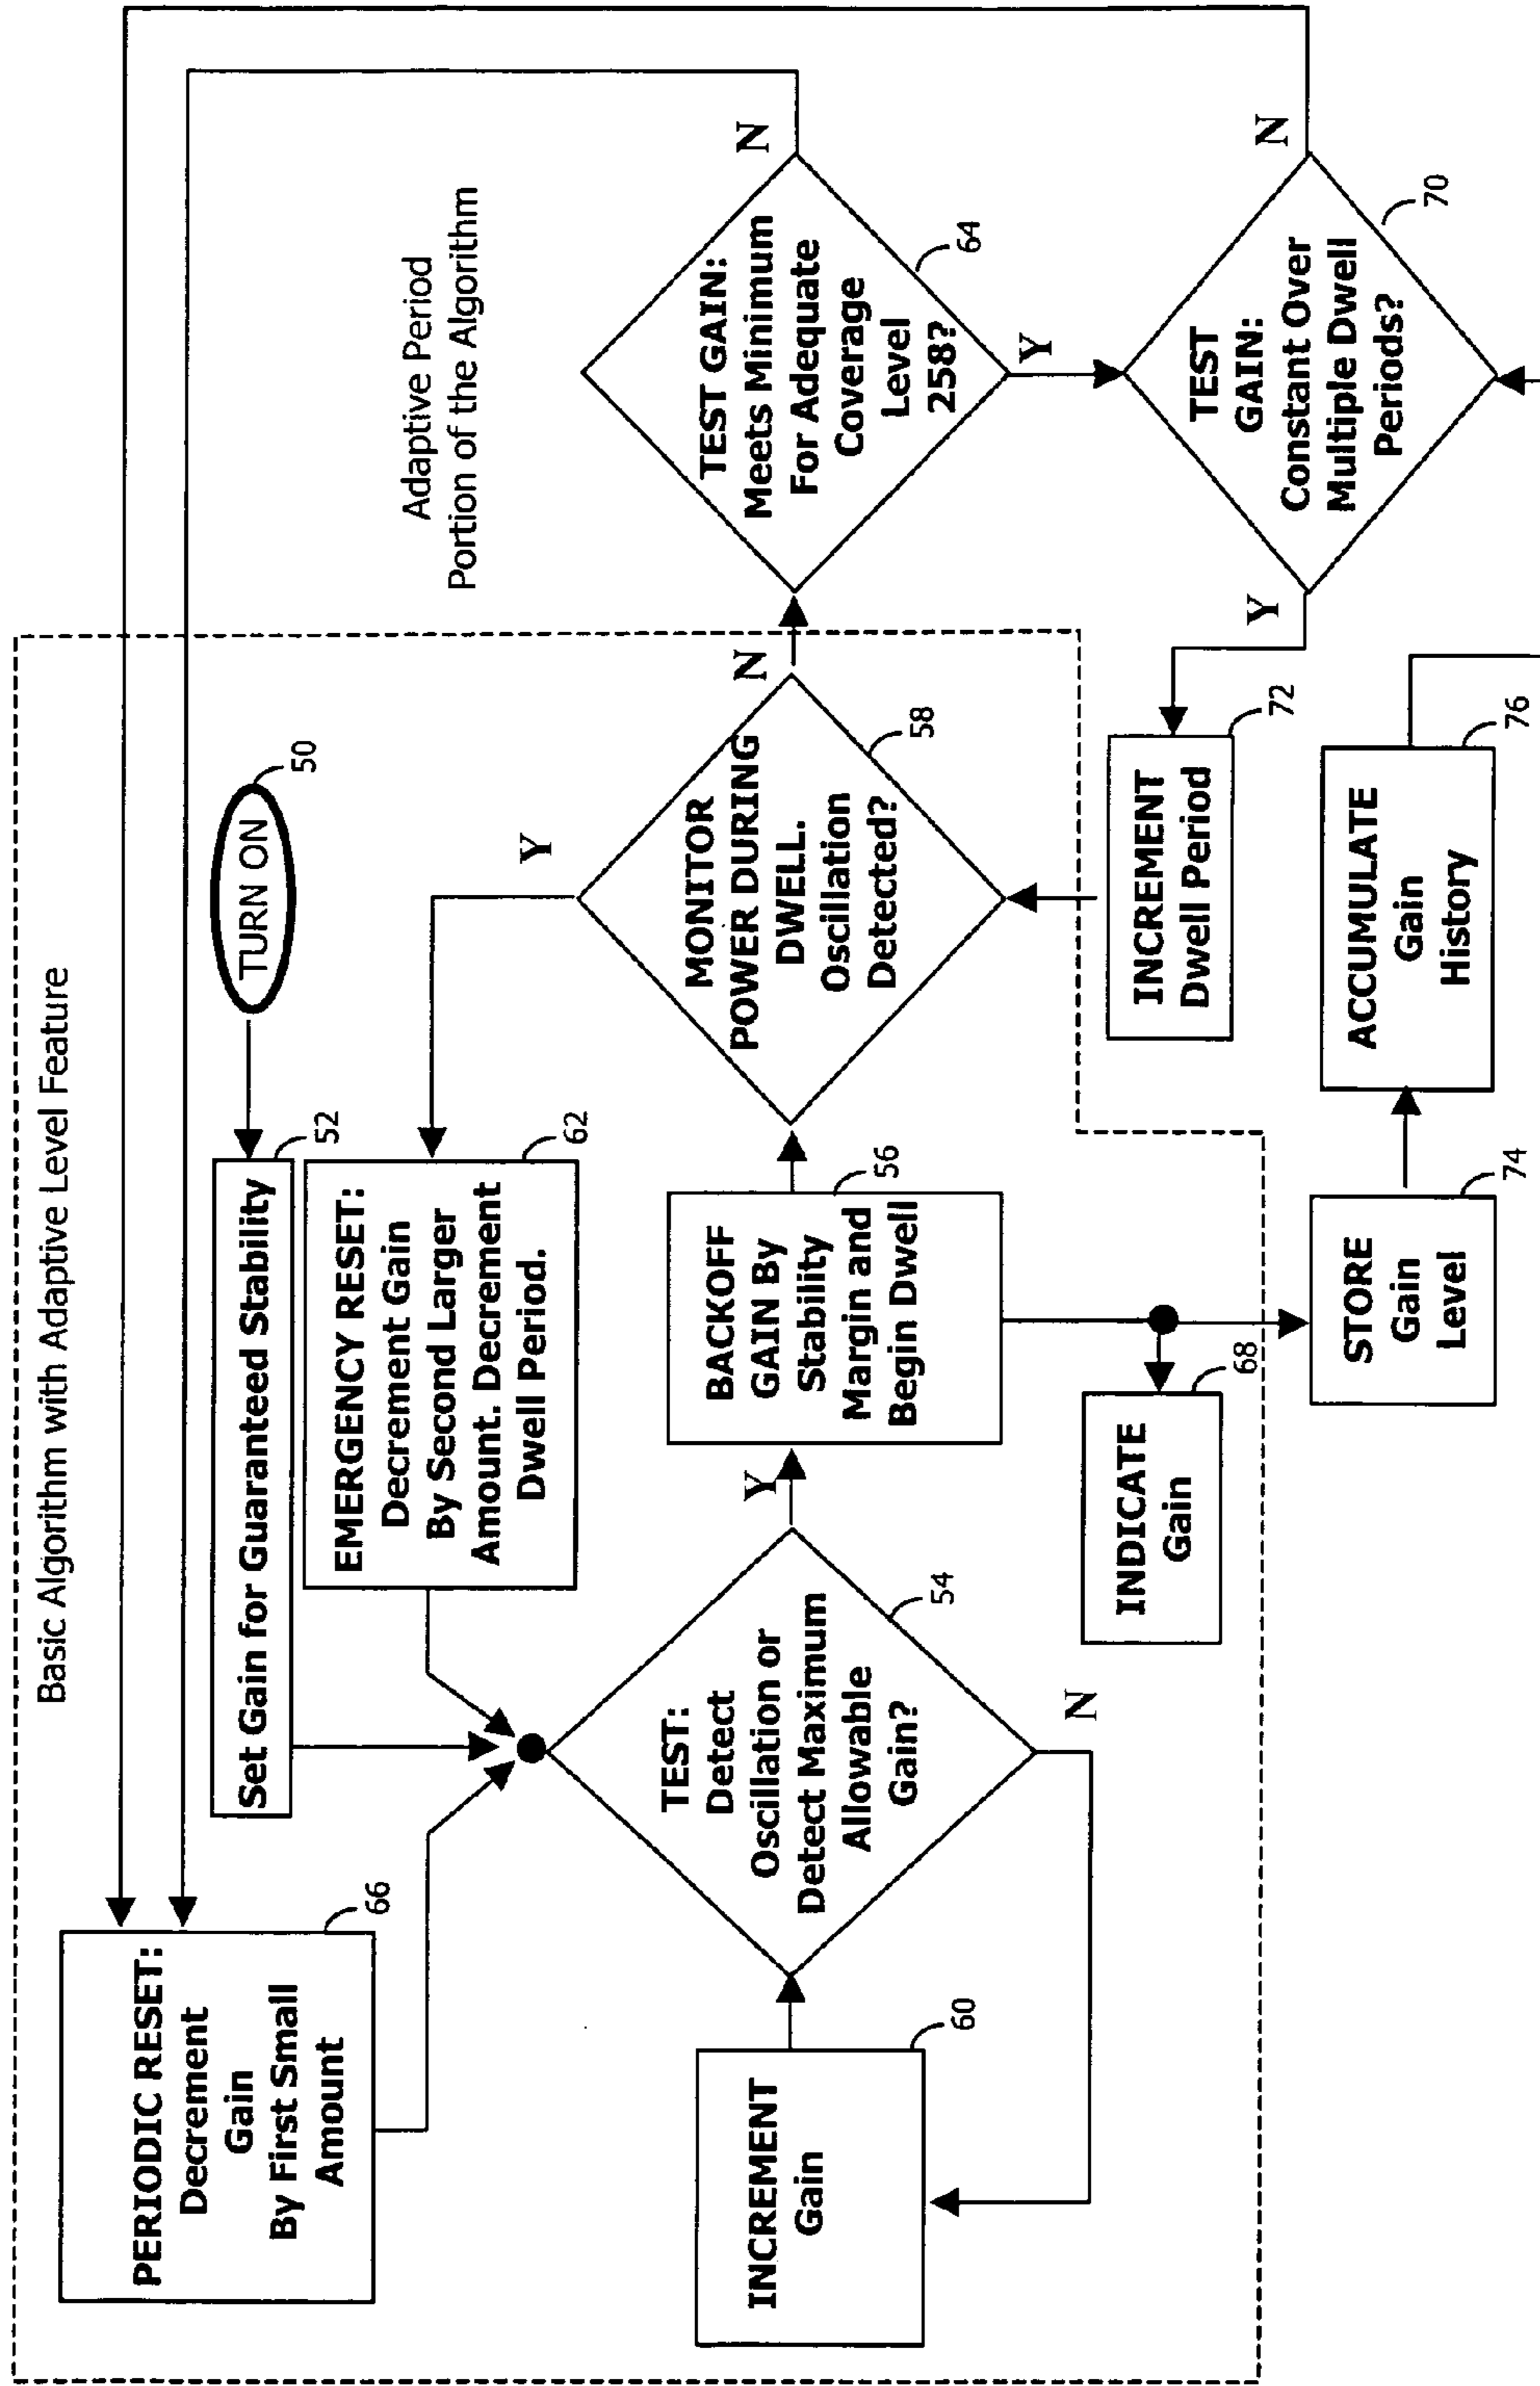 Basic Algorithm with Adaptive Level Feature
PERIODIC RESET:
Decrement
Gain
By First Small
Amount
66
Set Gain for Guaranteed Stability
52
TURN ON
50
EMERGENCY RESET:
Decrement Gain
By Second Larger
Amount. Decrement
Dwell Period.
62
Adaptive Period
Portion of the Algorithm
INCREMENT
Gain
60
TEST:
Detect
Oscillation or
Detect Maximum
Allowable
Gain?
54
Y
N
BACKOFF
GAIN By
Stability
Margin and
Begin Dwell
56
MONITOR
POWER DURING
DWELL.
Oscillation
Detected?
58
Y
N
TEST GAIN:
Meets Minimum
For Adequate
Coverage
Level
258?
64
N
Y
INDICATE
Gain
68
INCREMENT
Dwell Period
72
TEST
GAIN:
Constant Over
Multiple Dwell
Periods?
70
Y
N
STORE
Gain
Level
74
ACCUMULATE
Gain
History
76